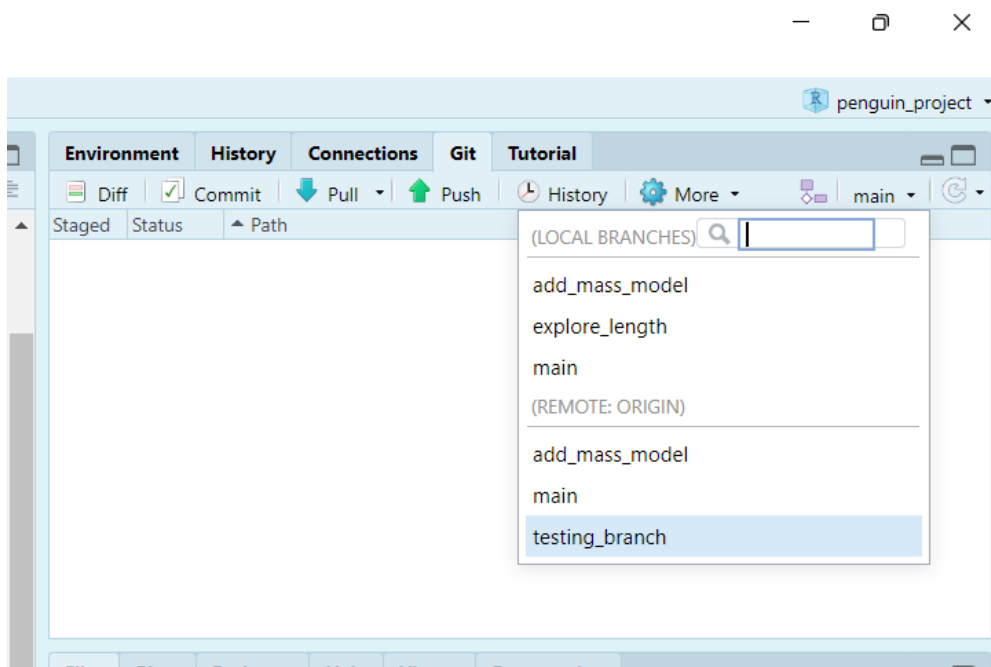 penguin_project
Environment History Connections Git Tutorial
Diff Commit Pull Push History More main
Staged Status Path
(LOCAL BRANCHES)
add_mass_model
explore_length
main
(REMOTE: ORIGIN)
add_mass_model
main
testing_branch